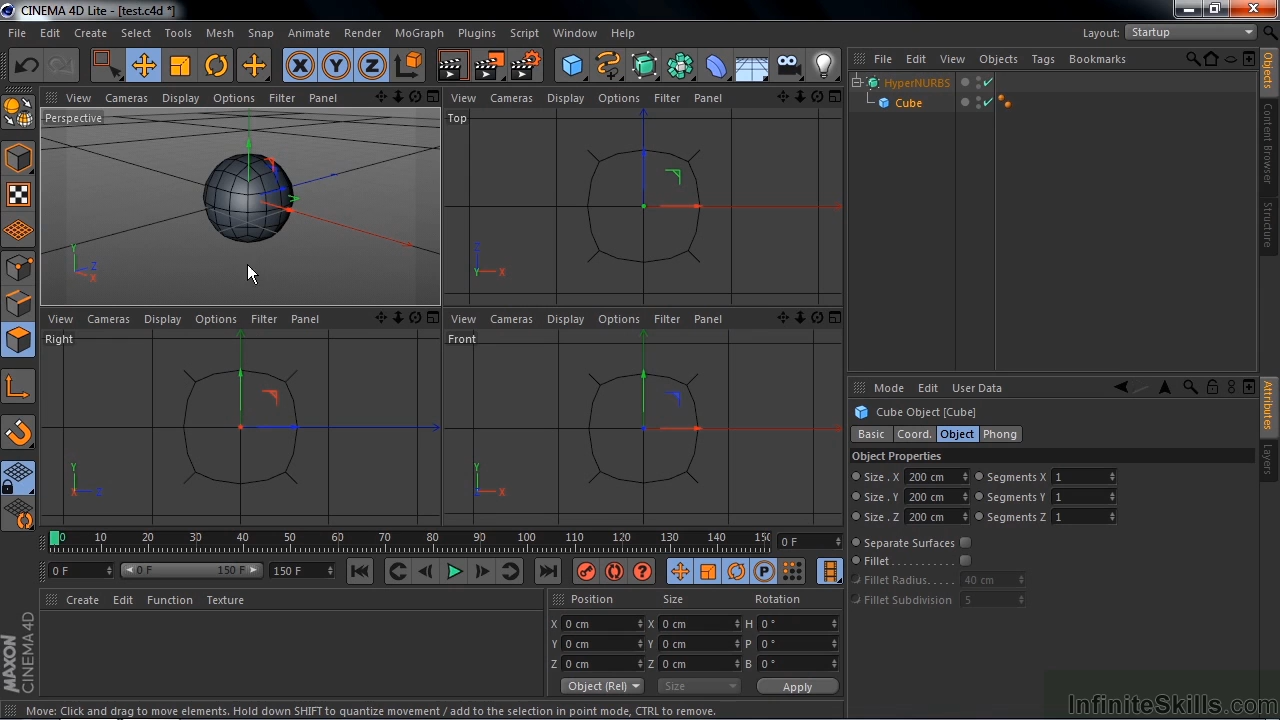 CINEMA 4D Lite - [test.c4d *]
File Edit Create Select Tools Mesh Snap Animate Render MoGraph Plugins Script Window Help Layout: Startup
File Edit View Objects Tags Bookmarks
HyperNURBS
Cube
View Cameras Display Options Filter Panel
Perspective
Y Z X
View Cameras Display Options Filter Panel
Top
Z Y X
View Cameras Display Options Filter Panel
Right
Y X Z
View Cameras Display Options Filter Panel
Front
Y Z X
Objects
Content Browser
Structure
Attributes
Layers
Mode Edit User Data
Cube Object [Cube]
Basic Coord. Object Phong
Object Properties
Size . X 200 cm Segments X 1
Size . Y 200 cm Segments Y 1
Size . Z 200 cm Segments Z 1
Separate Surfaces
Fillet . . . . . . . . . . .
Fillet Radius. . . . . 40 cm
Fillet Subdivision 5
0 10 20 30 40 50 60 70 80 90 100 110 120 130 140 150 0 F
0 F 0 F 150 F 150 F
Create Edit Function Texture
Position Size Rotation
X 0 cm X 0 cm H 0 °
Y 0 cm Y 0 cm P 0 °
Z 0 cm Z 0 cm B 0 °
Object (Rel) Size Apply
MAXON CINEMA 4D
Move: Click and drag to move elements. Hold down SHIFT to quantize movement / add to the selection in point mode, CTRL to remove.
InfiniteSkills.com